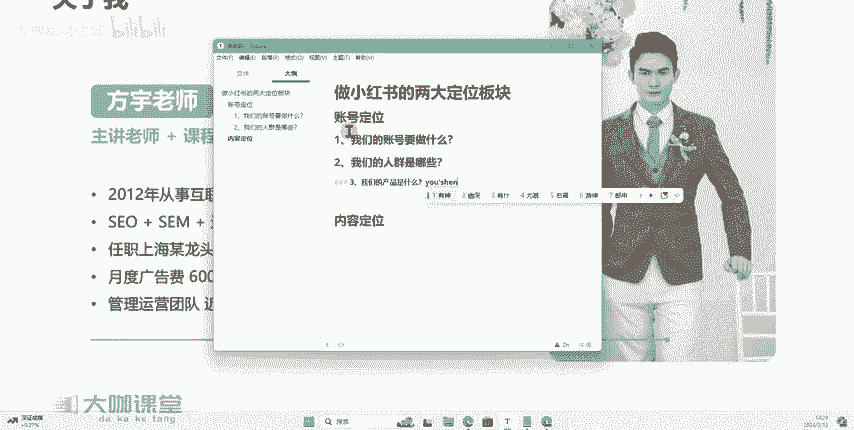 关于我
bilibili
方宇老师
主讲老师 + 课程
2012年从事互联
SEO + SEM +
任职上海某龙头
月度广告费 600
管理运营团队 近
大咖课堂
da ka ke tang
文件(F) 编辑(E) 段落(P) 格式(O) 视图(V) 主题(T) 帮助(H)
文件 大纲
做小红书的两大定位板块
账号定位
1、我们的账号要做什么？
2、我们的人群是哪些？
内容定位
做小红书的两大定位板块
账号定位
1、我们的账号要做什么？
2、我们的人群是哪些？
3、我们的产品是什么？you'shen
1 有神 2 幽深 3 有什 4 尤甚 5 右肾 6 游神 7 邮申
内容定位
搜索